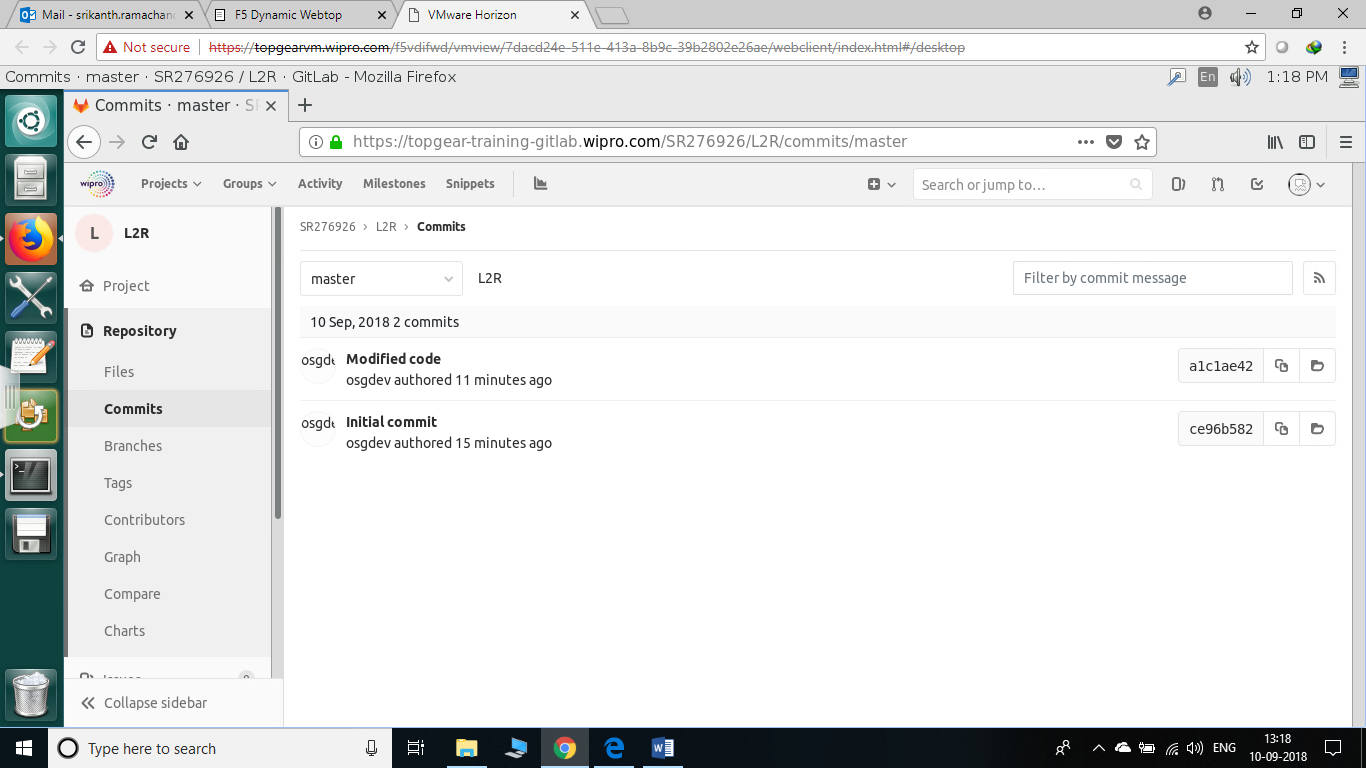 Mail - srikanth.ramachand
F5 Dynamic Webtop
VMware Horizon
Not secure
https://topgearvm.wipro.com/f5vdifwd/vmview/7dacd24e-511e-413a-8b9c-39b2802e26ae/webclient/index.html#/desktop
Commits · master · SR276926 / L2R · GitLab - Mozilla Firefox
En
1:18 PM
Commits · master · SR
https://topgear-training-gitlab.wipro.com/SR276926/L2R/commits/master
wipro
Projects
Groups
Activity
Milestones
Snippets
Search or jump to...
L
L2R
SR276926 > L2R > Commits
Project
master
L2R
Filter by commit message
Repository
10 Sep, 2018 2 commits
Files
osgde
Modified code
osgdev authored 11 minutes ago
a1c1ae42
Commits
osgde
Initial commit
osgdev authored 15 minutes ago
ce96b582
Branches
Tags
Contributors
Graph
Compare
Charts
Issues
Collapse sidebar
Type here to search
ENG
13:18
10-09-2018